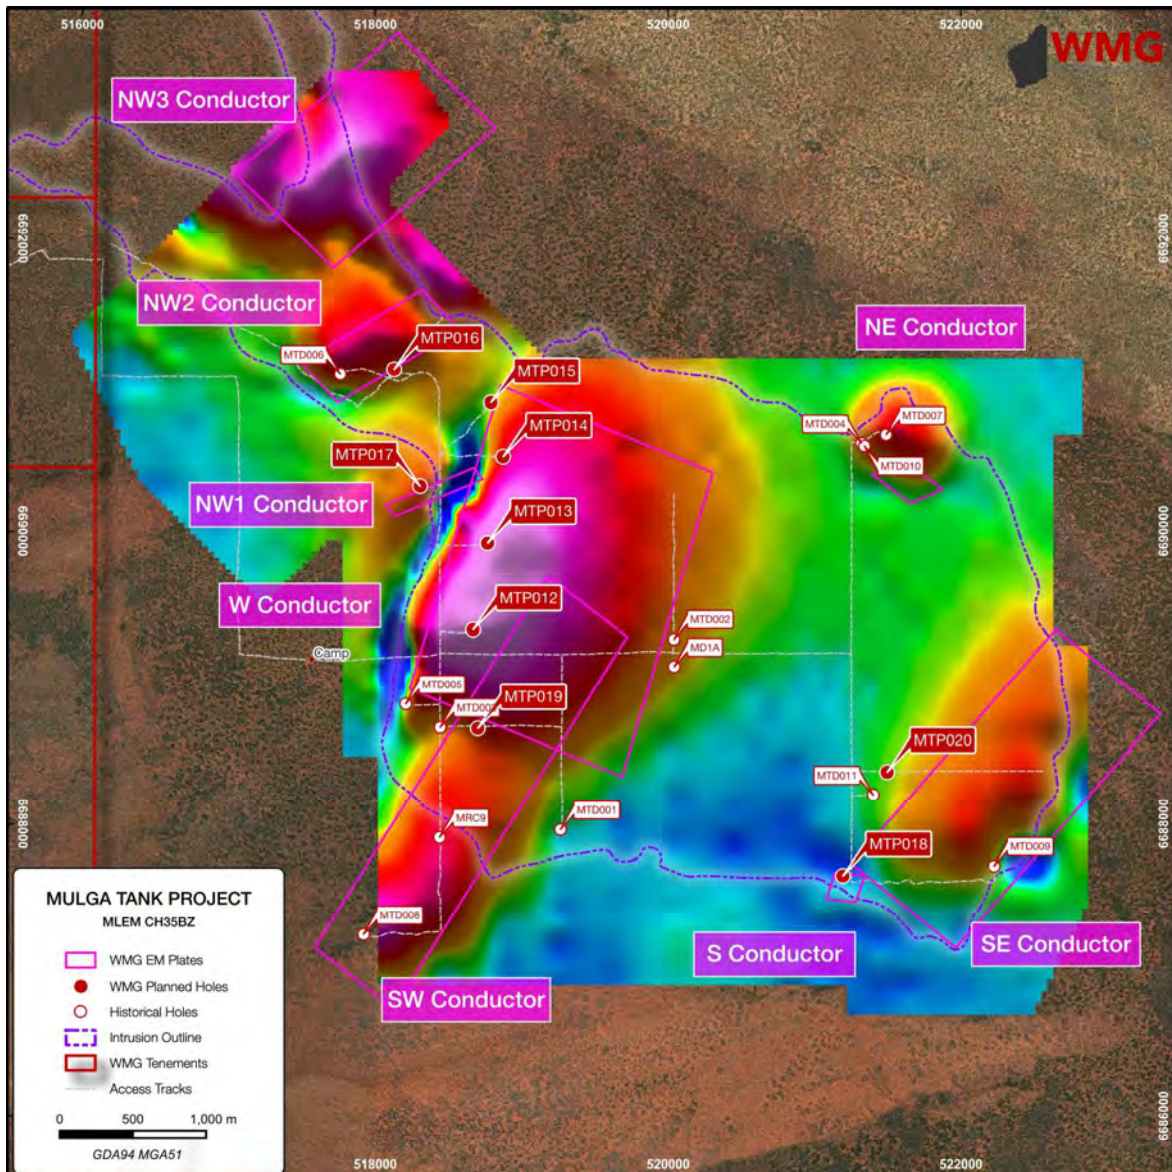 516000
518000
520000
522000
WMG
NW3 Conductor
6692000
6692000
NW2 Conductor
NE Conductor
MTD006
MTP016
MTP015
MTP014
MTD004
MTD007
MTD010
MTP017
NW1 Conductor
MTP013
6690000
6690000
W Conductor
MTP012
Camp
MTD002
MD1A
MTD005
MTP019
MTP020
MTD011
MRC9
MTD001
MTP018
MTD009
6688000
6688000
MTD008
S Conductor
SE Conductor
SW Conductor
MULGA TANK PROJECT
MLEM CH35BZ
WMG EM Plates
WMG Planned Holes
Historical Holes
Intrusion Outline
WMG Tenements
Access Tracks
0 500 1,000 m
GDA94 MGA51
6686000
518000
520000
522000